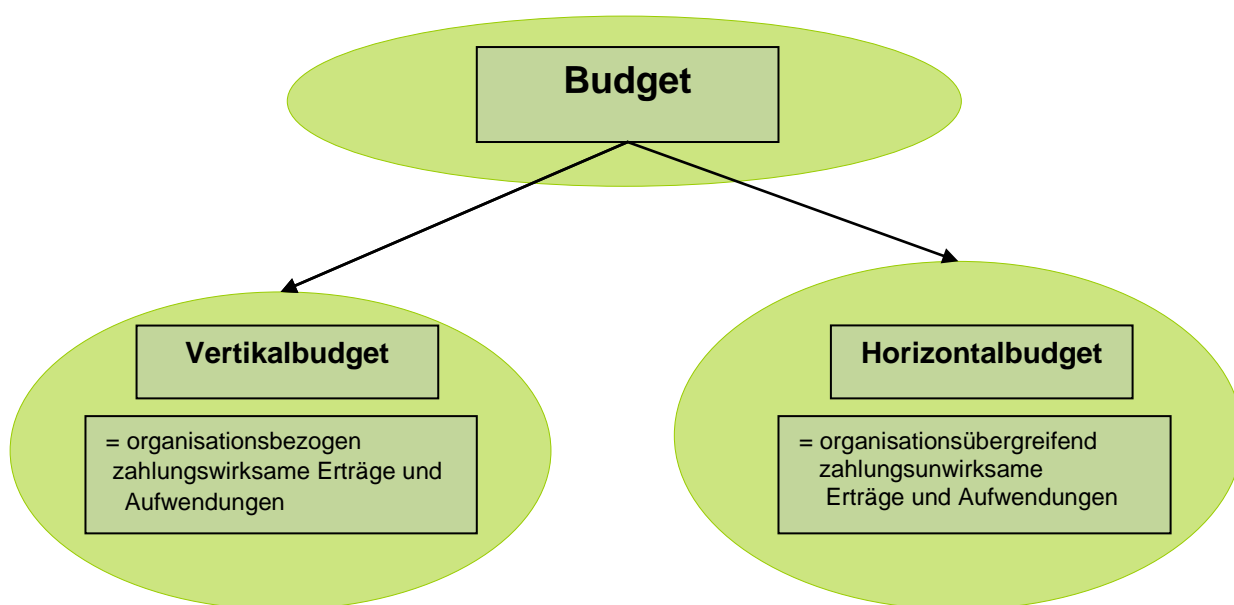 Budget
Vertikalbudget
= organisationsbezogen
zahlungswirksame Erträge und
Aufwendungen
Horizontalbudget
= organisationsübergreifend
zahlungsunwirksame
Erträge und Aufwendungen